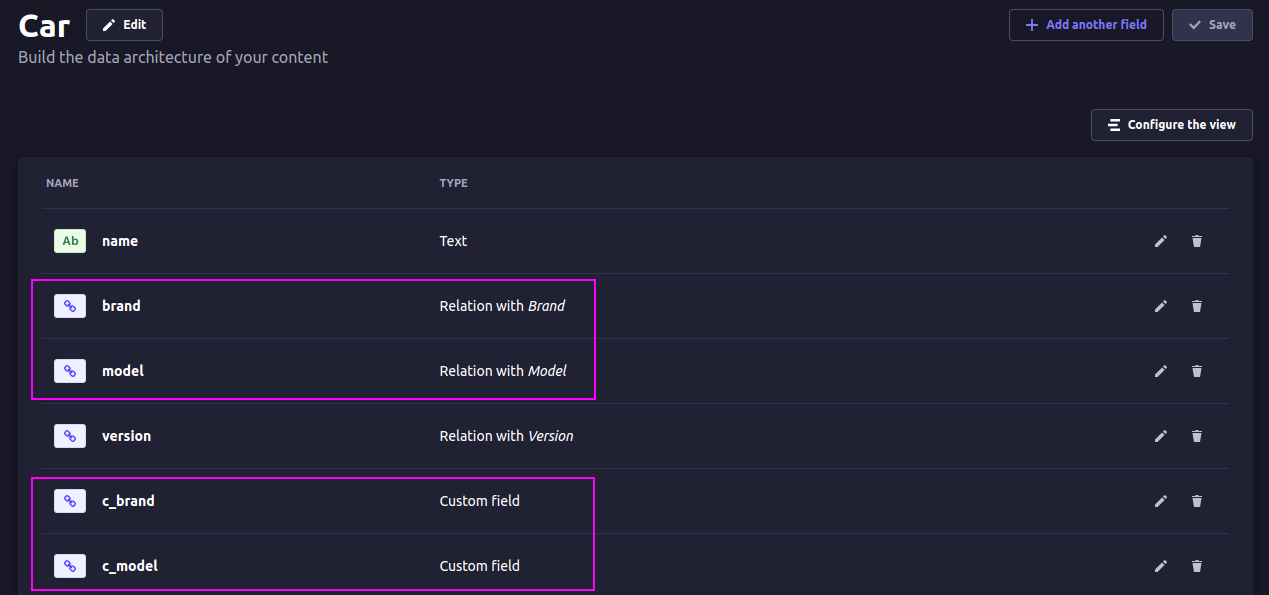 Car Edit + Add another field Save
Build the data architecture of your content
Configure the view
NAME TYPE
Ab name Text
brand Relation with Brand
model Relation with Model
version Relation with Version
c_brand Custom field
c_model Custom field